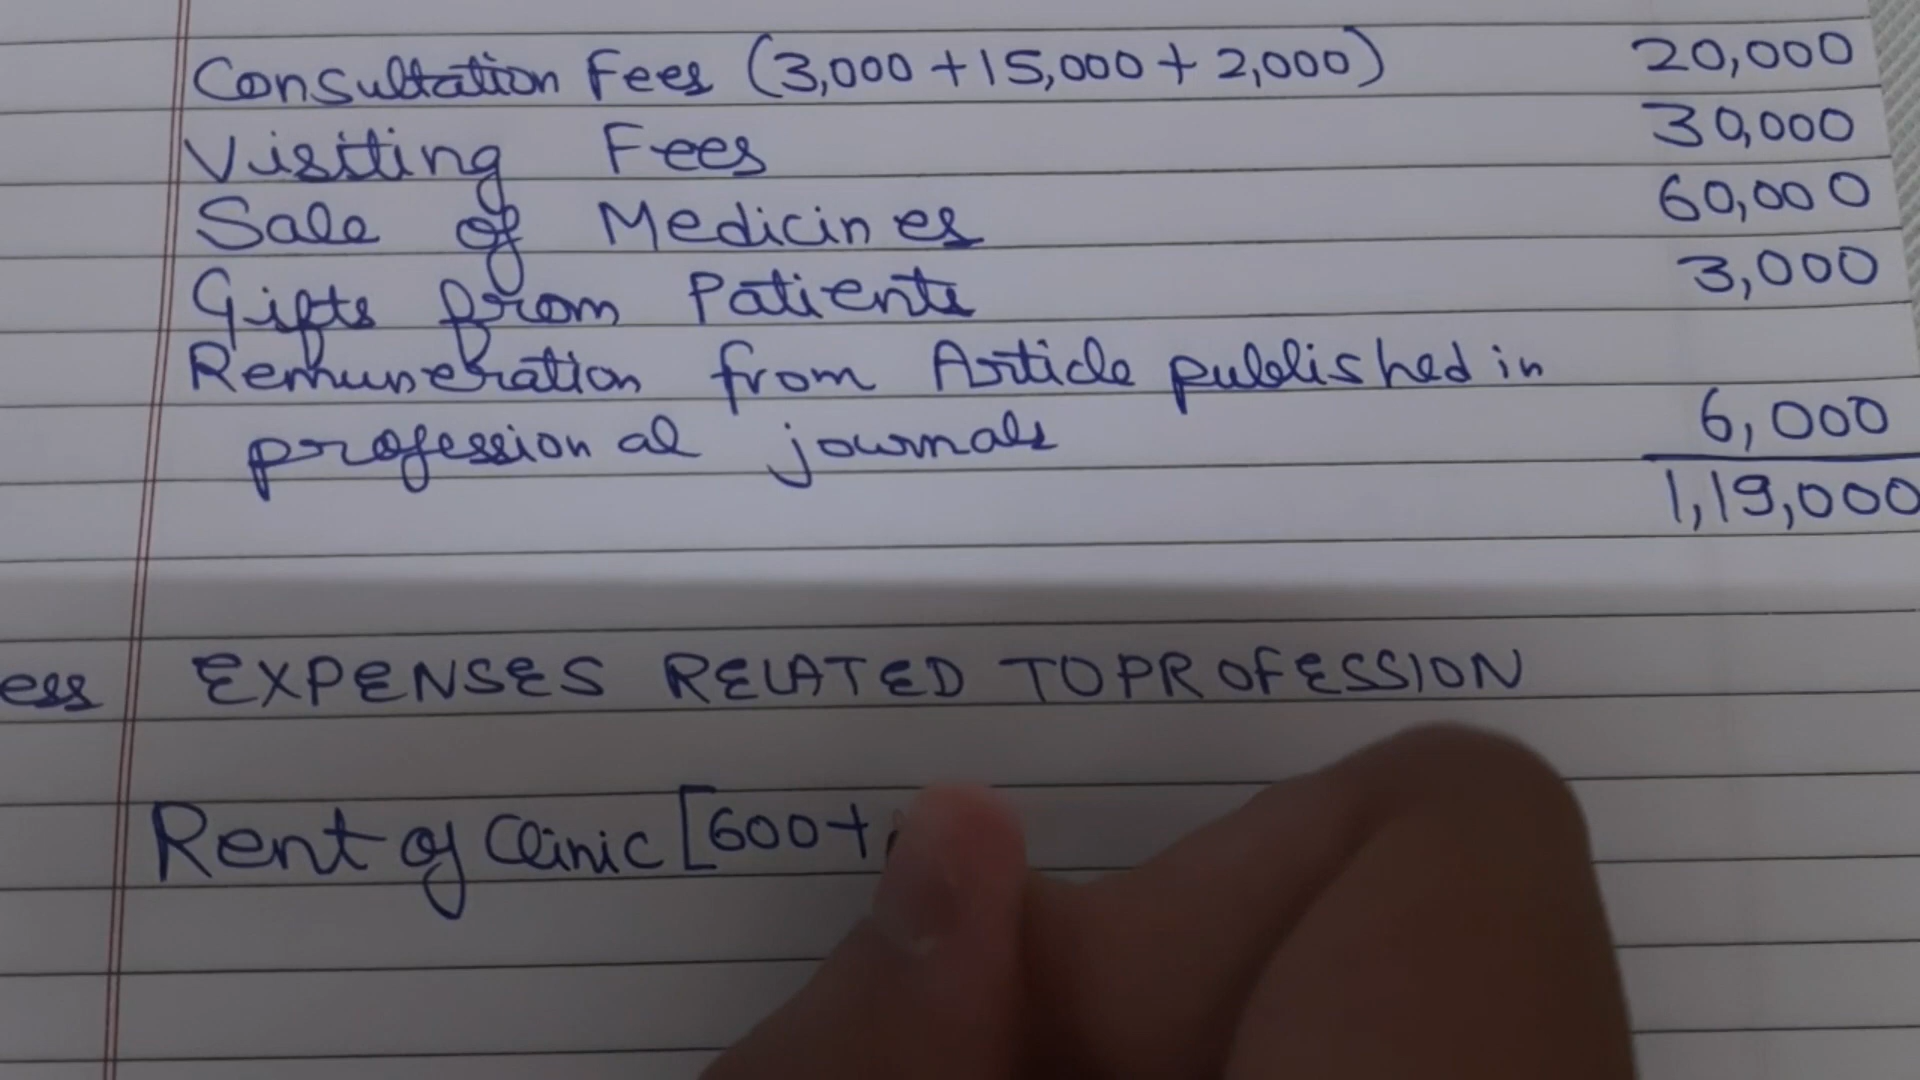 Consultation Fees (3,000+15,000+2,000) 20,000
Visiting Fees 30,000
Sale of Medicines 60,000
Gifts from Patients 3,000
Remuneration from Article published in
professional journals 6,000
1,19,000
ess EXPENSES RELATED TO PROFESSION
Rent of Clinic [600+